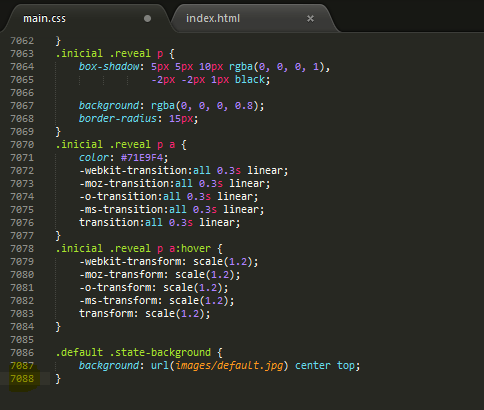 main.css
index.html ×
7062 }
7063 .inicial .reveal p {
7064     box-shadow: 5px 5px 10px rgba(0, 0, 0, 1),
7065                 -2px -2px 1px black;
7066
7067     background: rgba(0, 0, 0, 0.8);
7068     border-radius: 15px;
7069 }
7070 .inicial .reveal p a {
7071     color: #71E9F4;
7072     -webkit-transition:all 0.3s linear;
7073     -moz-transition:all 0.3s linear;
7074     -o-transition:all 0.3s linear;
7075     -ms-transition:all 0.3s linear;
7076     transition:all 0.3s linear;
7077 }
7078 .inicial .reveal p a:hover {
7079     -webkit-transform: scale(1.2);
7080     -moz-transform: scale(1.2);
7081     -o-transform: scale(1.2);
7082     -ms-transform: scale(1.2);
7083     transform: scale(1.2);
7084 }
7085
7086 .default .state-background {
7087     background: url(images/default.jpg) center top;
7088 }